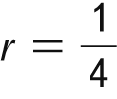 r = 1/4